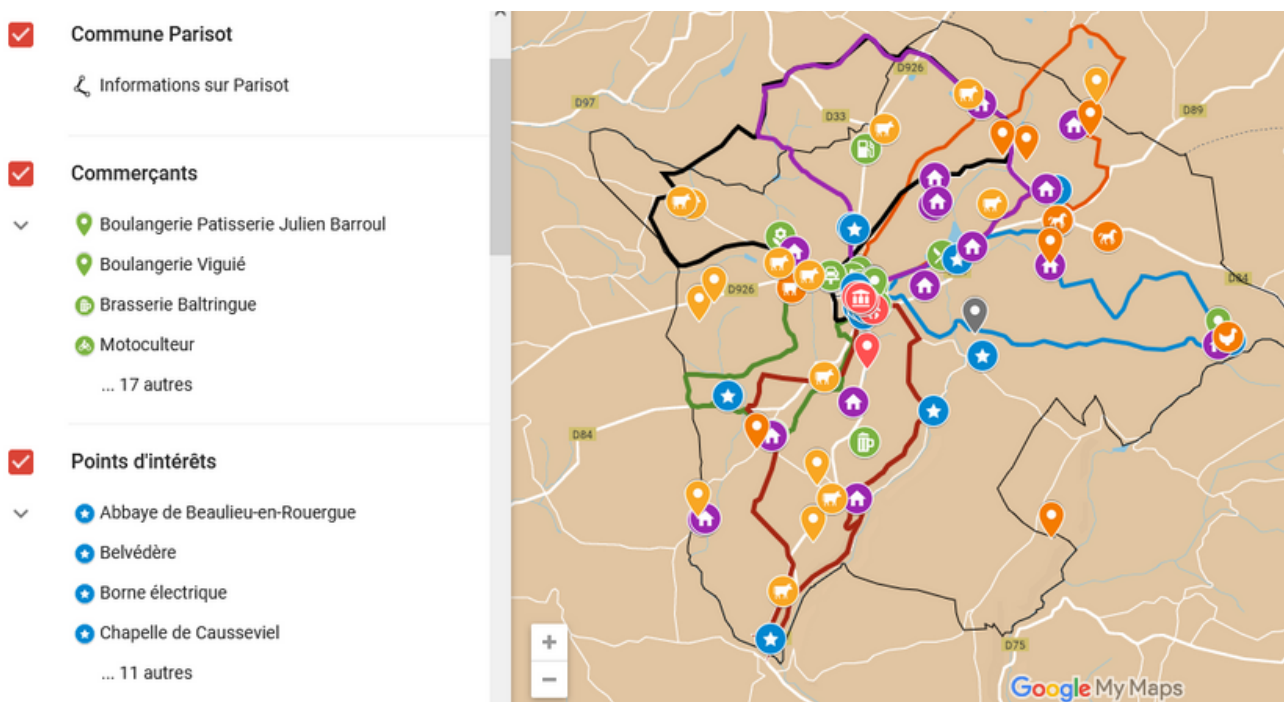 Commune Parisot
Informations sur Parisot
Commerçants
Boulangerie Patisserie Julien Barroul
Boulangerie Viguié
Brasserie Baltringue
Motoculteur
... 17 autres
Points d'intérêts
Abbaye de Beaulieu-en-Rouergue
Belvédère
Borne électrique
Chapelle de Causseviel
... 11 autres
D926
D97
D33
D89
D926
D84
D84
D75
+
−
Google My Maps